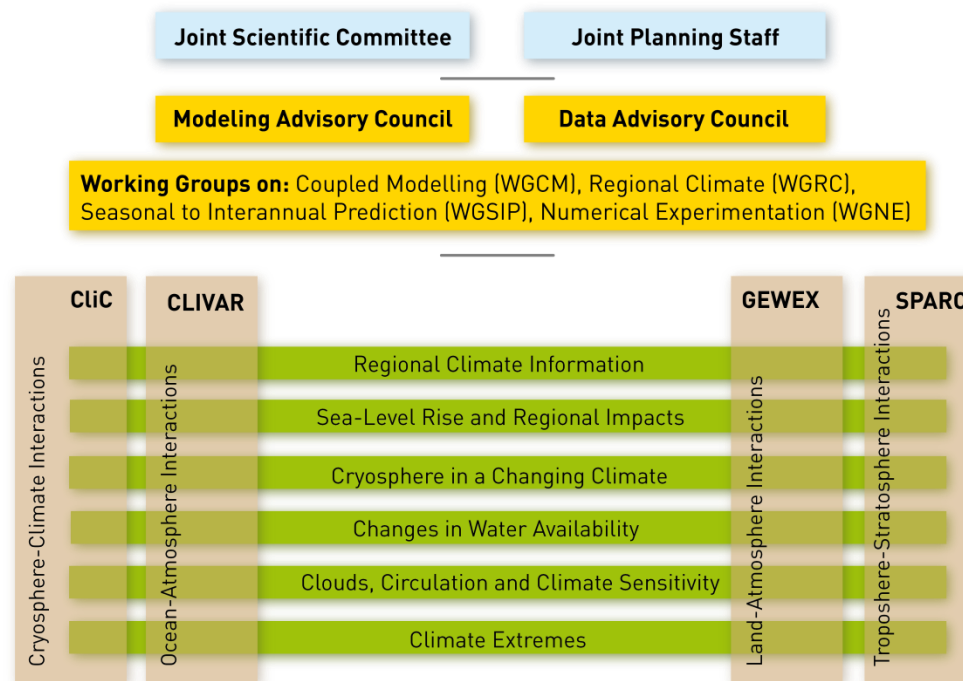 Joint Scientific Committee
Joint Planning Staff
Modeling Advisory Council
Data Advisory Council
Working Groups on: Coupled Modelling (WGCM), Regional Climate (WGRC),
Seasonal to Interannual Prediction (WGSIP), Numerical Experimentation (WGNE)
CliC
CLIVAR
GEWEX
SPARC
Cryosphere-Climate Interactions
Ocean-Atmosphere Interactions
Regional Climate Information
Sea-Level Rise and Regional Impacts
Cryosphere in a Changing Climate
Changes in Water Availability
Clouds, Circulation and Climate Sensitivity
Climate Extremes
Land-Atmosphere Interactions
Troposhere-Stratosphere Interactions